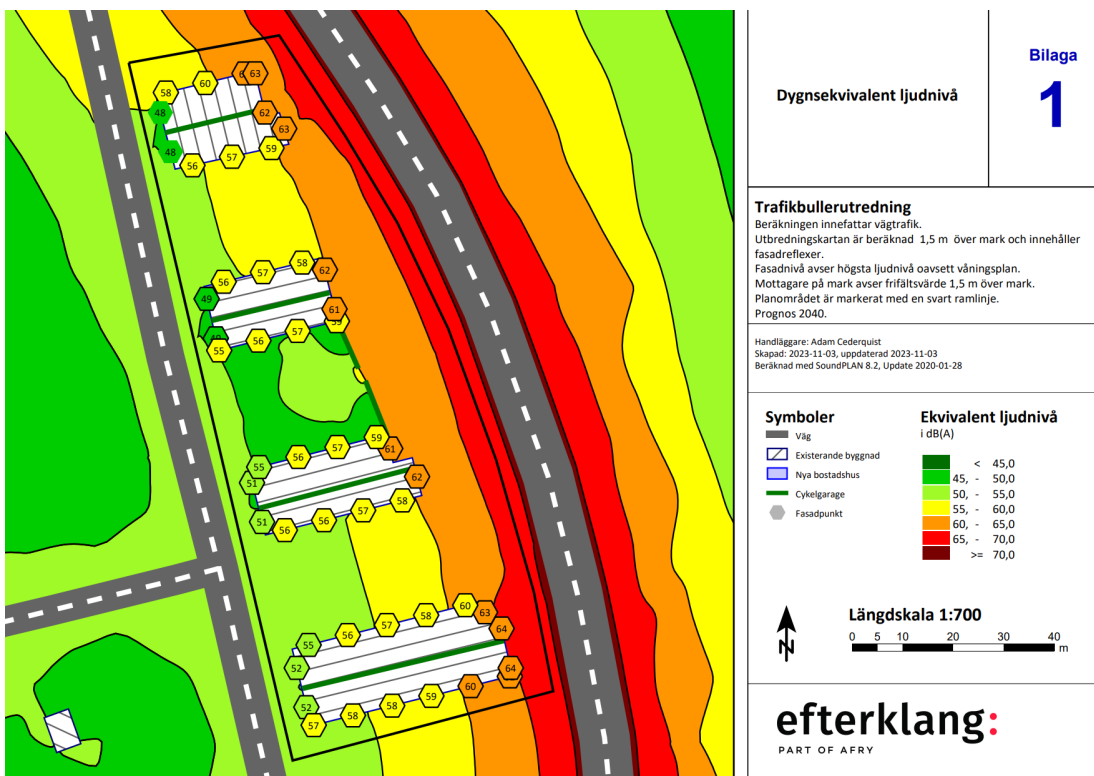 Bilaga
1
Dygnsekvivalent ljudnivå
Trafikbullerutredning
Beräkningen innefattar vägtrafik.
Utbredningskartan är beräknad 1,5 m över mark och innehåller
fasadreflexer.
Fasadnivå avser högsta ljudnivå oavsett våningsplan.
Mottagare på mark avser frifältsvärde 1,5 m över mark.
Planområdet är markerat med en svart ramlinje.
Prognos 2040.
Handläggare: Adam Cederquist
Skapad: 2023-11-03, uppdaterad 2023-11-03
Beräknad med SoundPLAN 8.2, Update 2020-01-28
Symboler
Väg
Existerande byggnad
Nya bostadshus
Cykelgarage
Fasadpunkt
Ekvivalent ljudnivå
i dB(A)
< 45,0
45, - 50,0
50, - 55,0
55, - 60,0
60, - 65,0
65, - 70,0
>= 70,0
N
Längdskala 1:700
0 5 10 20 30 40
m
efterklang:
PART OF AFRY
58 60 63
48 62
63
48 56 57 59
56 57 58 62
49 61
55 56 57 59
55 56 57 59 61
51 62
51 56 56 57 58
55 56 57 58 60 63
52 64
64
52 57 58 58 59 60